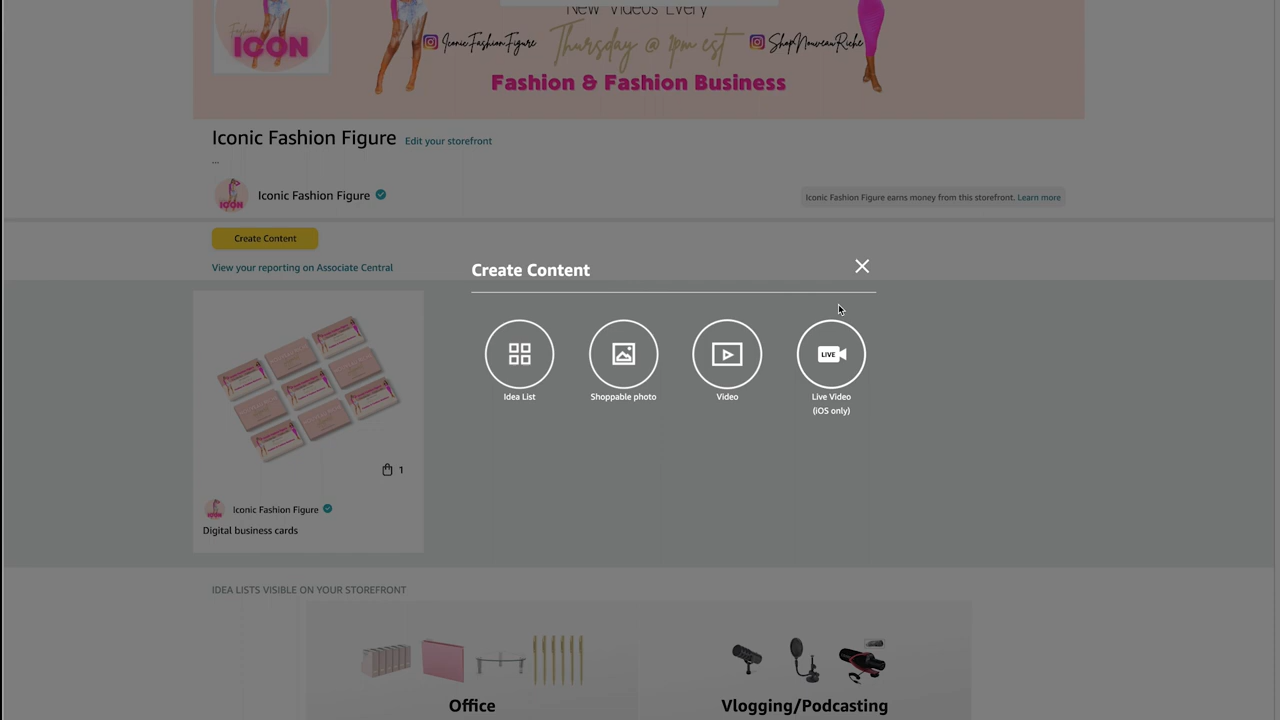 New Videos Every
Fashion
ICON
IconicFashionFigure
Thursday @ 1pm est
ShopNouveauRiche
Fashion & Fashion Business
Iconic Fashion Figure Edit your storefront
...
ICON
Iconic Fashion Figure
Iconic Fashion Figure earns money from this storefront. Learn more
Create Content
View your reporting on Associate Central
Create Content
LIVE
Idea List
Shoppable photo
Video
Live Video
(iOS only)
1
ICON
Iconic Fashion Figure
Digital business cards
IDEA LISTS VISIBLE ON YOUR STOREFRONT
Office
Vlogging/Podcasting